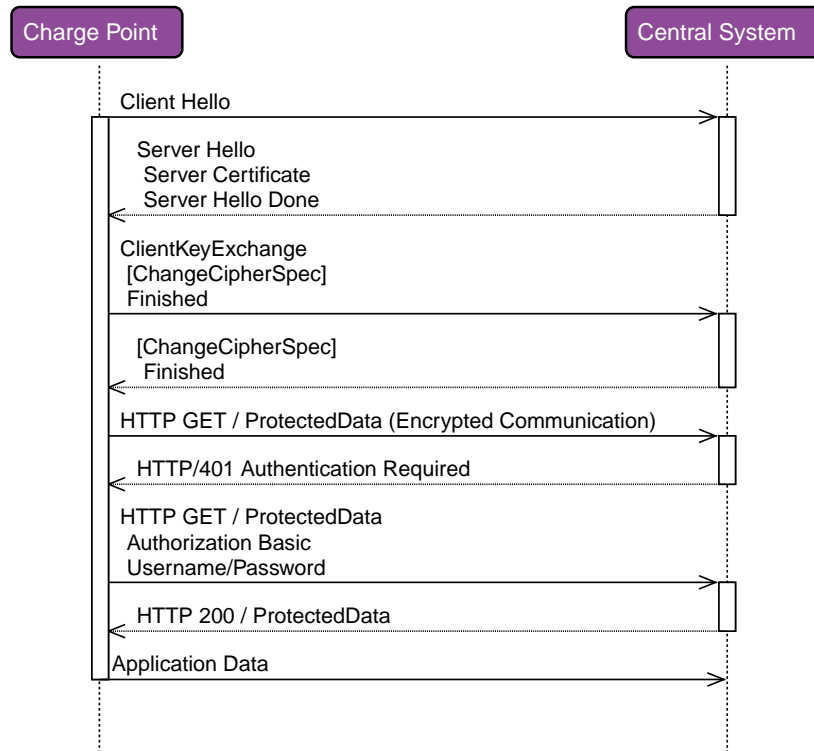 Charge Point
Central System
Client Hello
Server Hello
Server Certificate
Server Hello Done
ClientKeyExchange
[ChangeCipherSpec]
Finished
[ChangeCipherSpec]
Finished
HTTP GET / ProtectedData (Encrypted Communication)
HTTP/401 Authentication Required
HTTP GET / ProtectedData
Authorization Basic
Username/Password
HTTP 200 / ProtectedData
Application Data